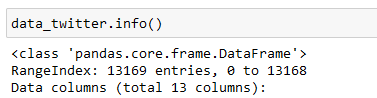 data_twitter.info()
<class 'pandas.core.frame.DataFrame'>
RangeIndex: 13169 entries, 0 to 13168
Data columns (total 13 columns):